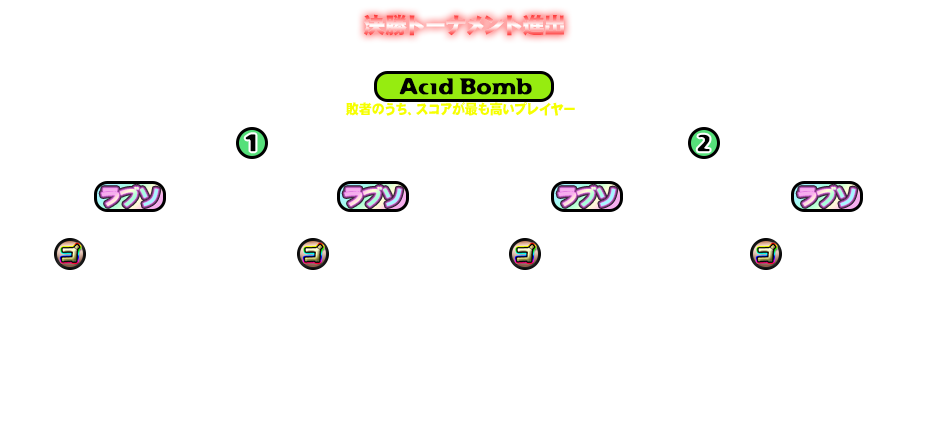 決勝トーナメント進出
Acid Bomb
敗者のうち、スコアが最も高いプレイヤー
1 2
ラブソ ラブソ ラブソ ラブソ
ゴ ゴ ゴ ゴ